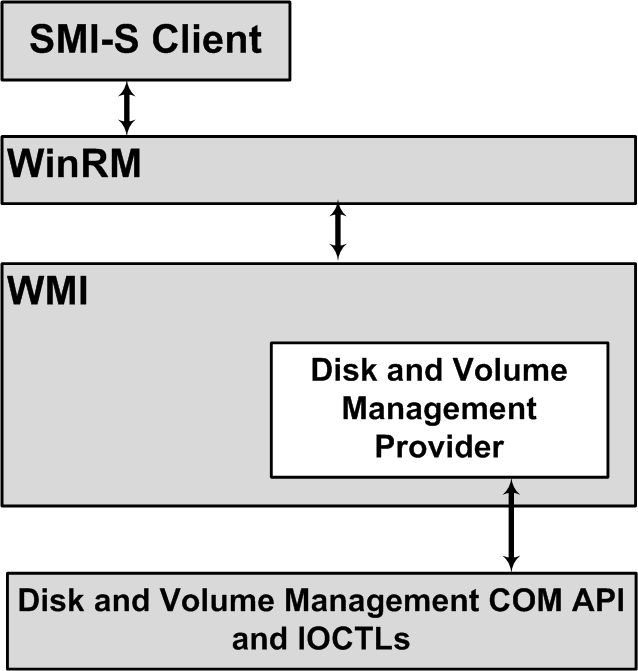 SMI-S Client
WinRM
WMI
Disk and Volume
Management
Provider
Disk and Volume Management COM API
and IOCTLs